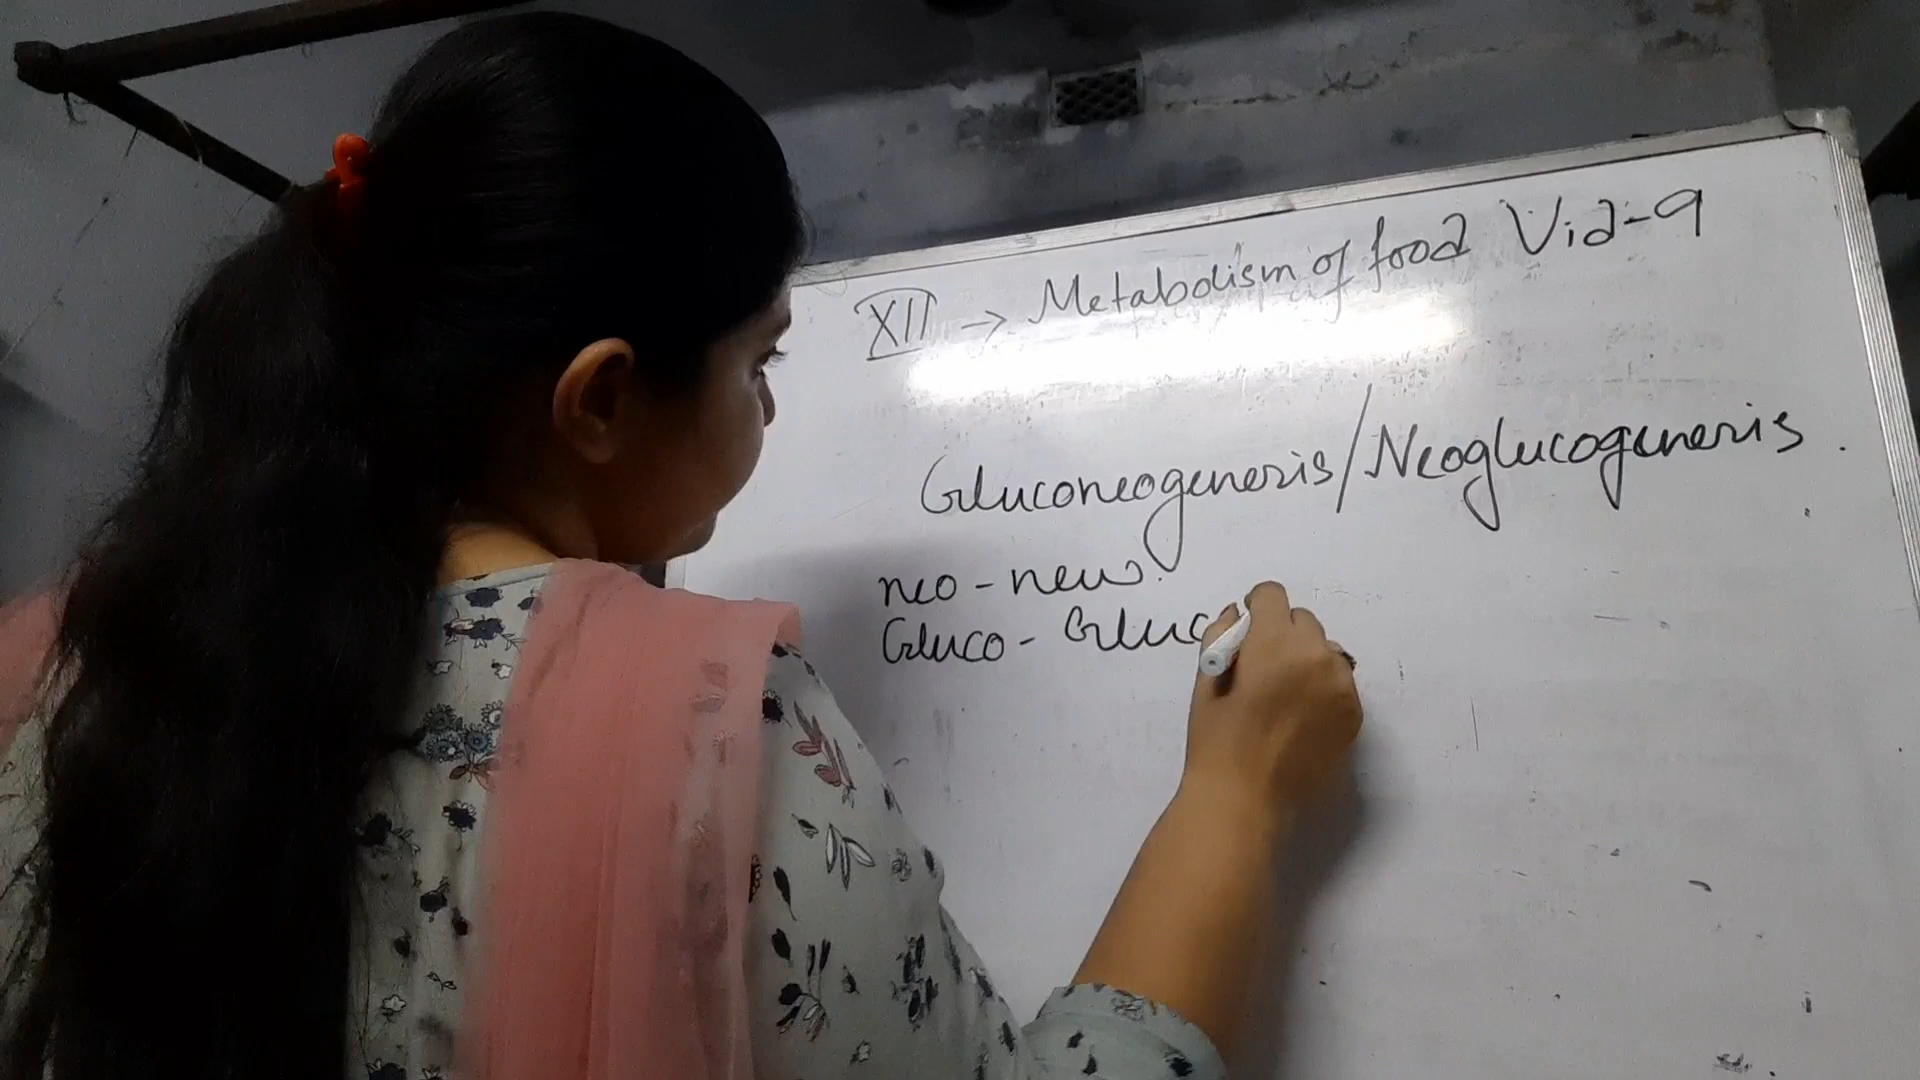 XII → Metabolism of food Vid-9
Gluconeogenesis/Neoglucogenesis.
neo - new.
Gluco - Gluc